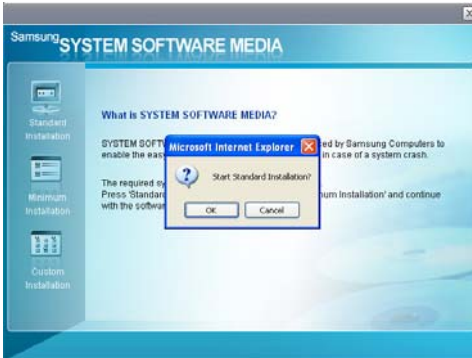 Samsung SYSTEM SOFTWARE MEDIA
Standard
Installation
Minimum
Installation
Custom
Installation
What is SYSTEM SOFTWARE MEDIA?
SYSTEM SOFTW ed by Samsung Computers to
enable the eas in case of a system crash.
The required sy
Press 'Standar um Installation' and continue
with the softwar
Microsoft Internet Explorer
Start Standard Installation?
OK
Cancel